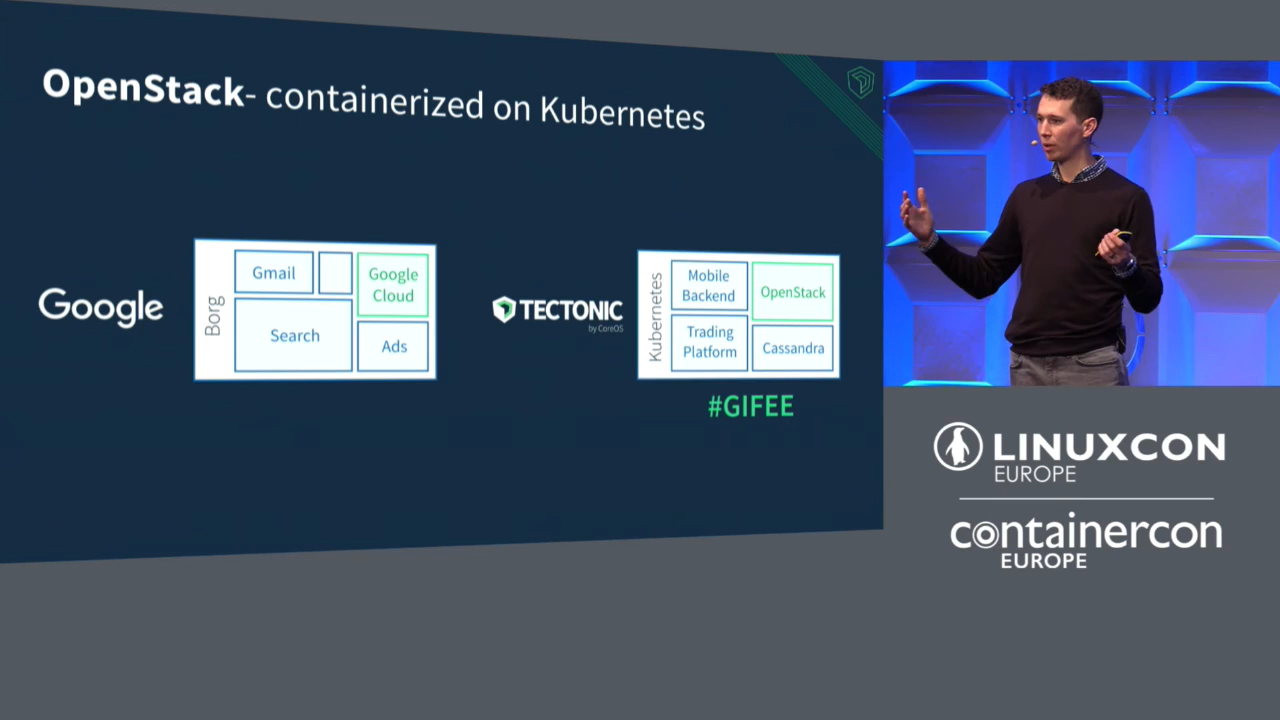 OpenStack- containerized on Kubernetes
Google
Borg
Gmail
Google
Cloud
Search
Ads
TECTONIC
by CoreOS
Kubernetes
Mobile
Backend
OpenStack
Trading
Platform
Cassandra
#GIFEE
LINUXCON
EUROPE
containercon
EUROPE